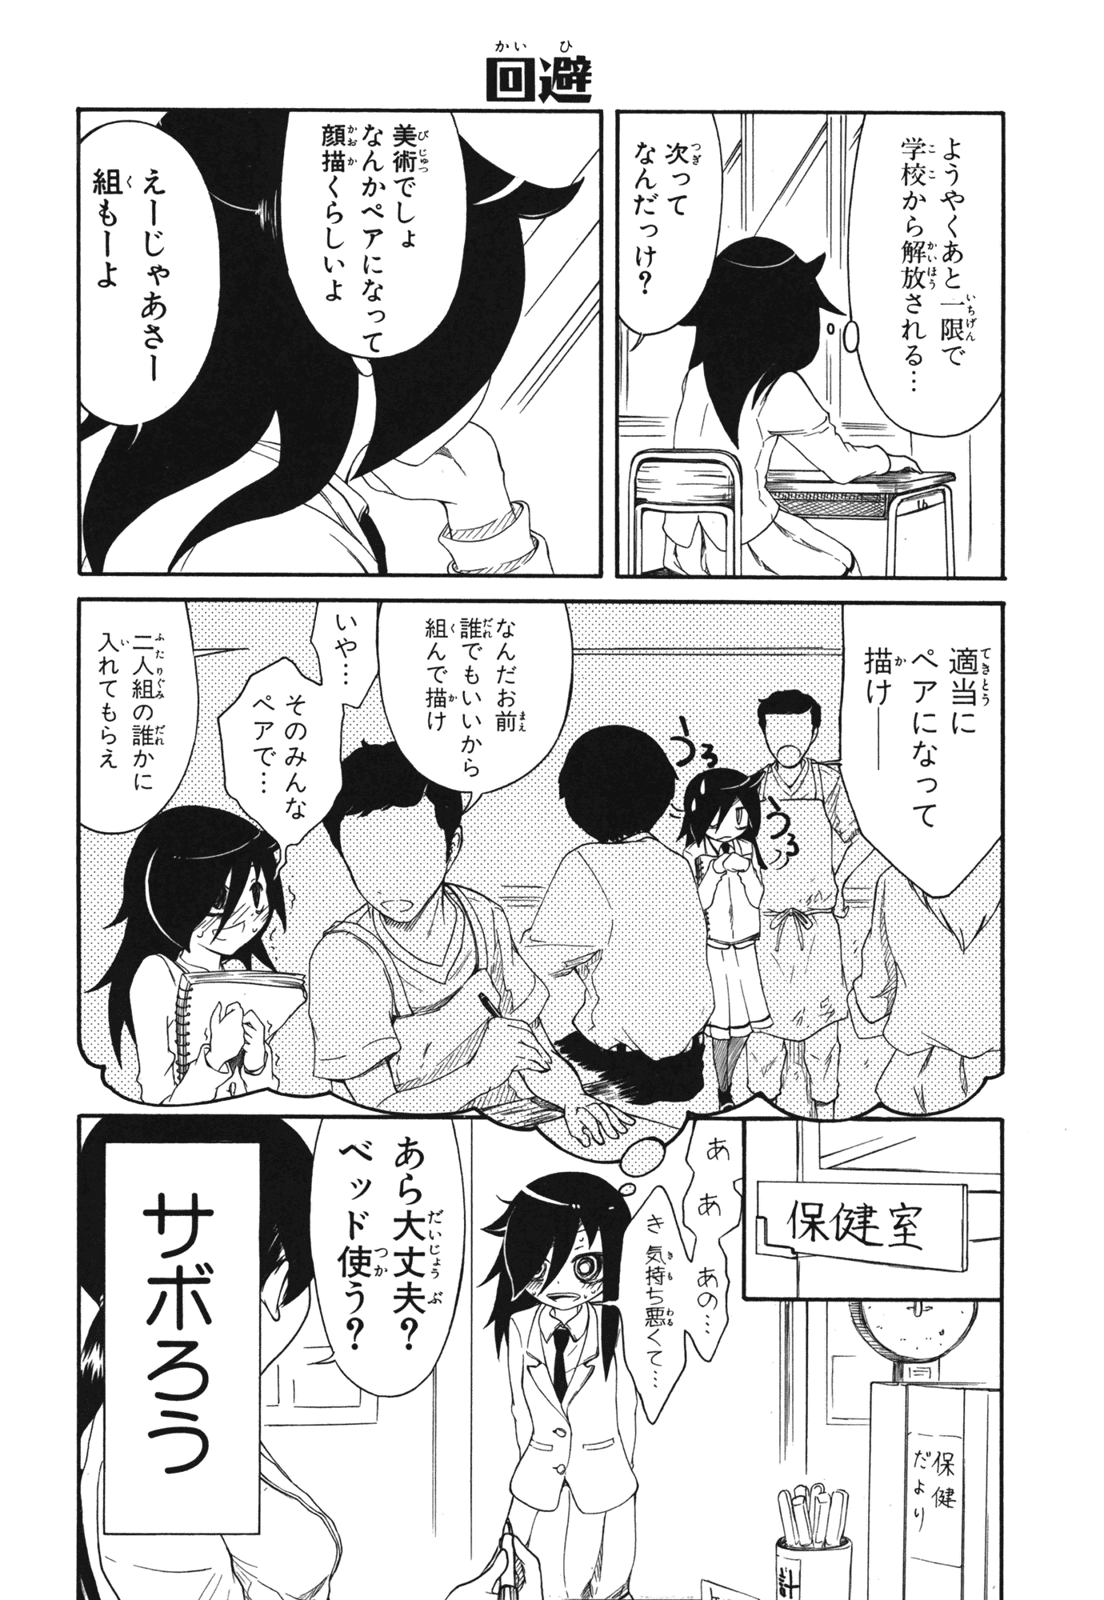 回避
ようやくあと一限で
学校から解放される…
次って
なんだっけ?
美術でしょ
なんかペアになって
顔描くらしいよ
えーじゃあさー
組もーよ
適当に
ペアになって
描け――
うろ
うろ
なんだお前
誰でもいいから
組んで描け
いや…
そのみんな
ペアで…
二人組の誰かに
入れてもらえ
保健室
保健
だより
計
ああ あの…
き 気持ち悪くて…
あら大丈夫?
ベッド使う?
サボろう